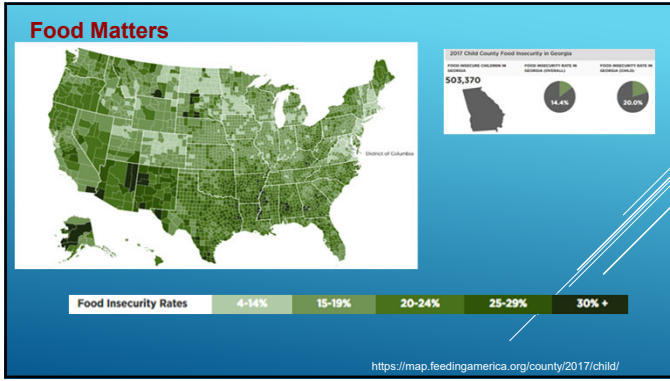 Food Matters
2017 Child County Food Insecurity in Georgia
FOOD INSECURE CHILDREN IN
GEORGIA
503,370
FOOD INSECURITY RATE IN
GEORGIA (OVERALL)
14.4%
FOOD INSECURITY RATE IN
GEORGIA (CHILD)
20.0%
District of Columbia
Food Insecurity Rates 4-14% 15-19% 20-24% 25-29% 30% +
https://map.feedingamerica.org/county/2017/child/